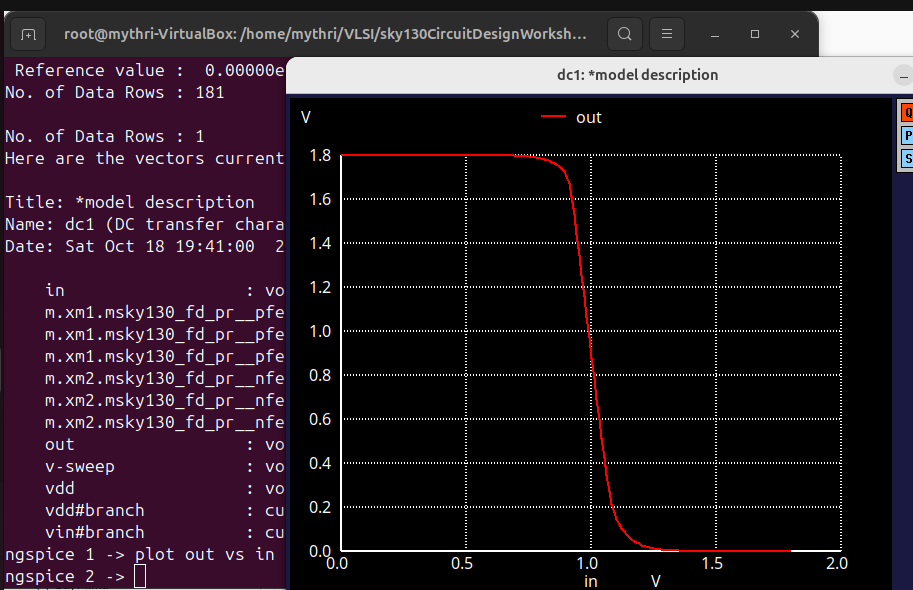 root@mythri-VirtualBox: /home/mythri/VLSI/sky130CircuitDesignWorksh...
Reference value :  0.00000e
No. of Data Rows : 181
No. of Data Rows : 1
Here are the vectors current
Title: *model description
Name: dc1 (DC transfer chara
Date: Sat Oct 18 19:41:00  2
in : vo
m.xm1.msky130_fd_pr__pfe
m.xm1.msky130_fd_pr__pfe
m.xm1.msky130_fd_pr__pfe
m.xm2.msky130_fd_pr__nfe
m.xm2.msky130_fd_pr__nfe
m.xm2.msky130_fd_pr__nfe
out : vo
v-sweep : vo
vdd : vo
vdd#branch : cu
vin#branch : cu
ngspice 1 -> plot out vs in
ngspice 2 ->
dc1: *model description
V
out
1.8
1.6
1.4
1.2
1.0
0.8
0.6
0.4
0.2
0.0
0.0 0.5 1.0 1.5 2.0
in V
Q
P
S